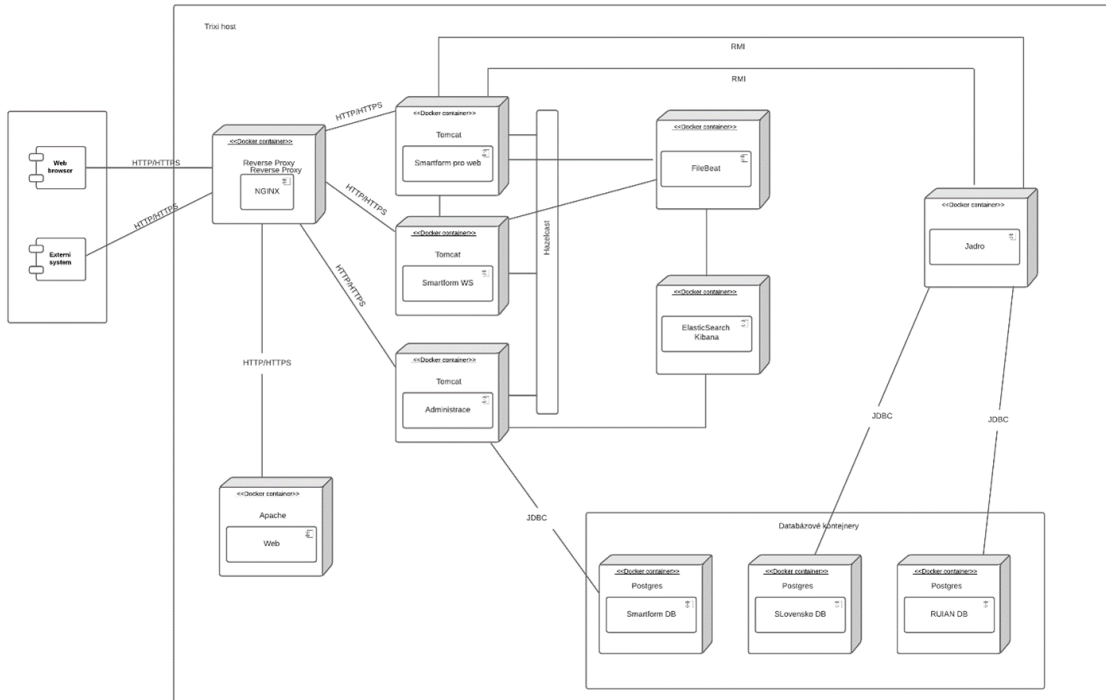 Trixi host
RMI
RMI
Web
browser
HTTP/HTTPS
Externí
system
HTTP/HTTPS
<<Docker container>>
Reverse Proxy
Reverse Proxy
NGINX
HTTP/HTTPS
HTTP/HTTPS
HTTP/HTTPS
HTTP/HTTPS
<<Docker container>>
Tomcat
Smartform pro web
<<Docker container>>
Tomcat
Smartform WS
<<Docker container>>
Tomcat
Administrace
Hazelcast
<<Docker container>>
FileBeat
<<Docker container>>
ElasticSearch
Kibana
<<Docker container>>
Jadro
JDBC
JDBC
JDBC
<<Docker container>>
Apache
Web
Databázové kontejnery
<<Docker container>>
Postgres
Smartform DB
<<Docker container>>
Postgres
SLovensko DB
<<Docker container>>
Postgres
RUIAN DB